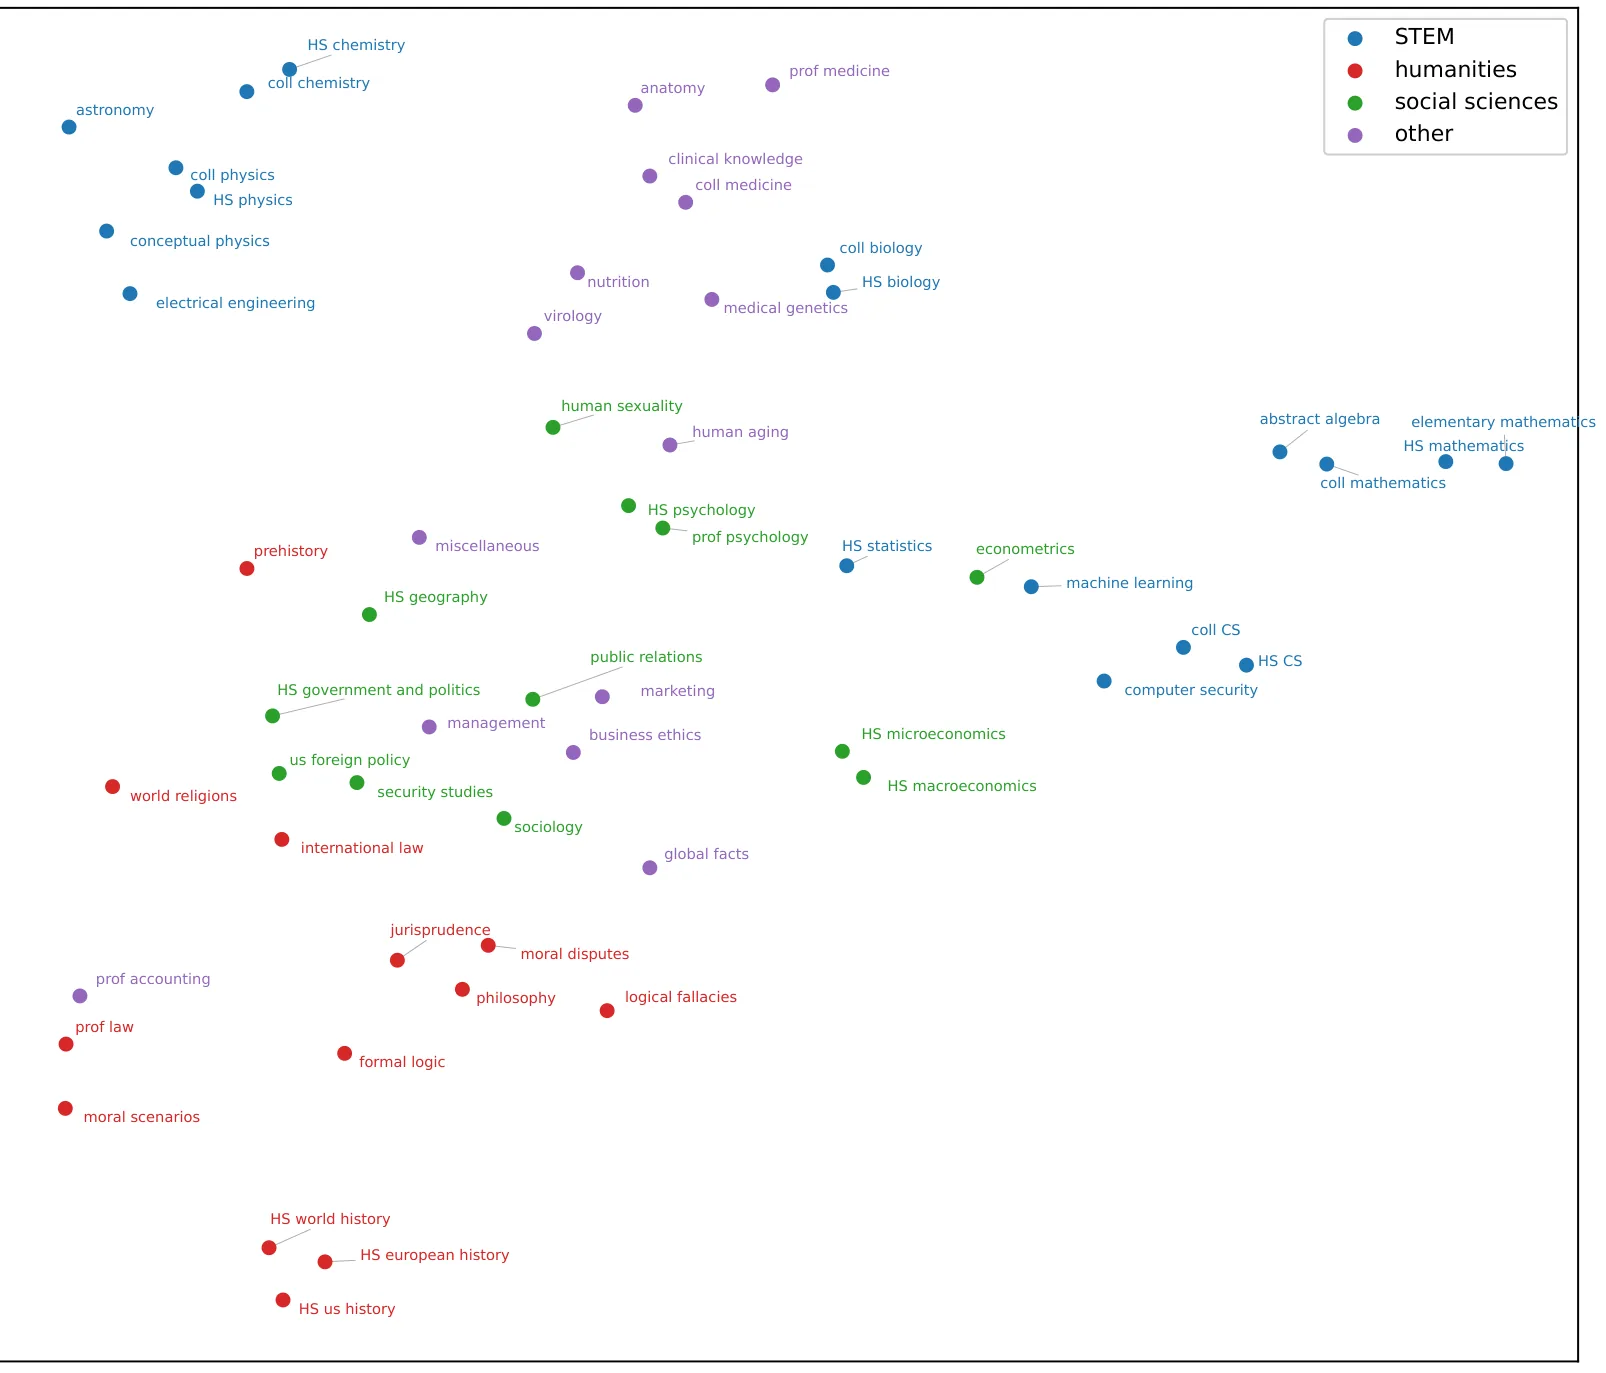 HS chemistry
coll chemistry
astronomy
coll physics
HS physics
conceptual physics
electrical engineering
prof medicine
anatomy
clinical knowledge
coll medicine
coll biology
HS biology
nutrition
medical genetics
virology
STEM
humanities
social sciences
other
human sexuality
human aging
abstract algebra
elementary mathematics
HS mathematics
coll mathematics
HS psychology
prof psychology
miscellaneous
prehistory
HS statistics
econometrics
machine learning
HS geography
coll CS
HS CS
computer security
public relations
marketing
HS government and politics
management
business ethics
HS microeconomics
HS macroeconomics
us foreign policy
security studies
world religions
sociology
international law
global facts
jurisprudence
moral disputes
prof accounting
philosophy
logical fallacies
prof law
formal logic
moral scenarios
HS world history
HS european history
HS us history